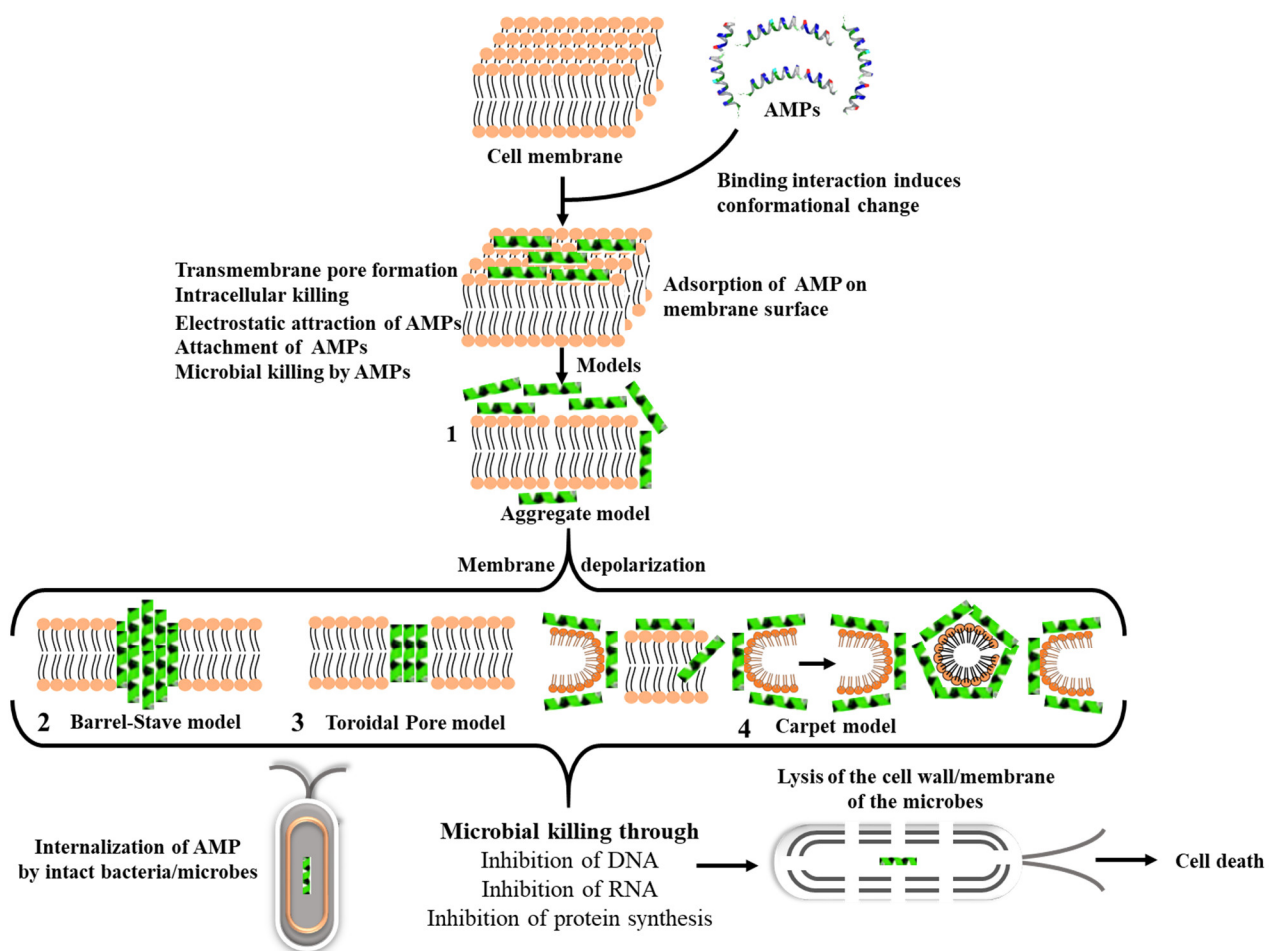 Cell membrane
AMPs
Binding interaction induces
conformational change
Transmembrane pore formation
Intracellular killing
Electrostatic attraction of AMPs
Attachment of AMPs
Microbial killing by AMPs
Adsorption of AMP on
membrane surface
Models
1
Aggregate model
Membrane depolarization
2 Barrel-Stave model
3 Toroidal Pore model
4 Carpet model
Internalization of AMP
by intact bacteria/microbes
Microbial killing through
Inhibition of DNA
Inhibition of RNA
Inhibition of protein synthesis
Lysis of the cell wall/membrane
of the microbes
Cell death